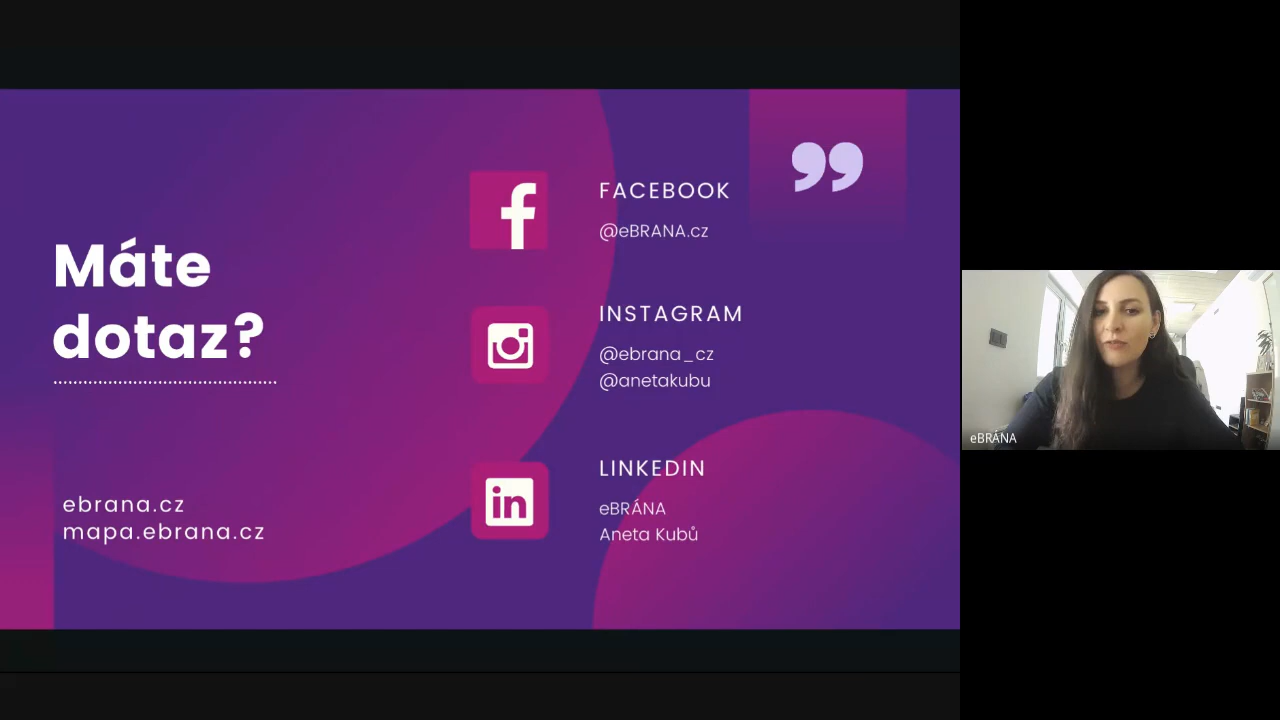 Máte
dotaz?
ebrana.cz
mapa.ebrana.cz
FACEBOOK
@eBRANA.cz
INSTAGRAM
@ebrana_cz
@anetakubu
LINKEDIN
eBRÁNA
Aneta Kubů
eBRÁNA